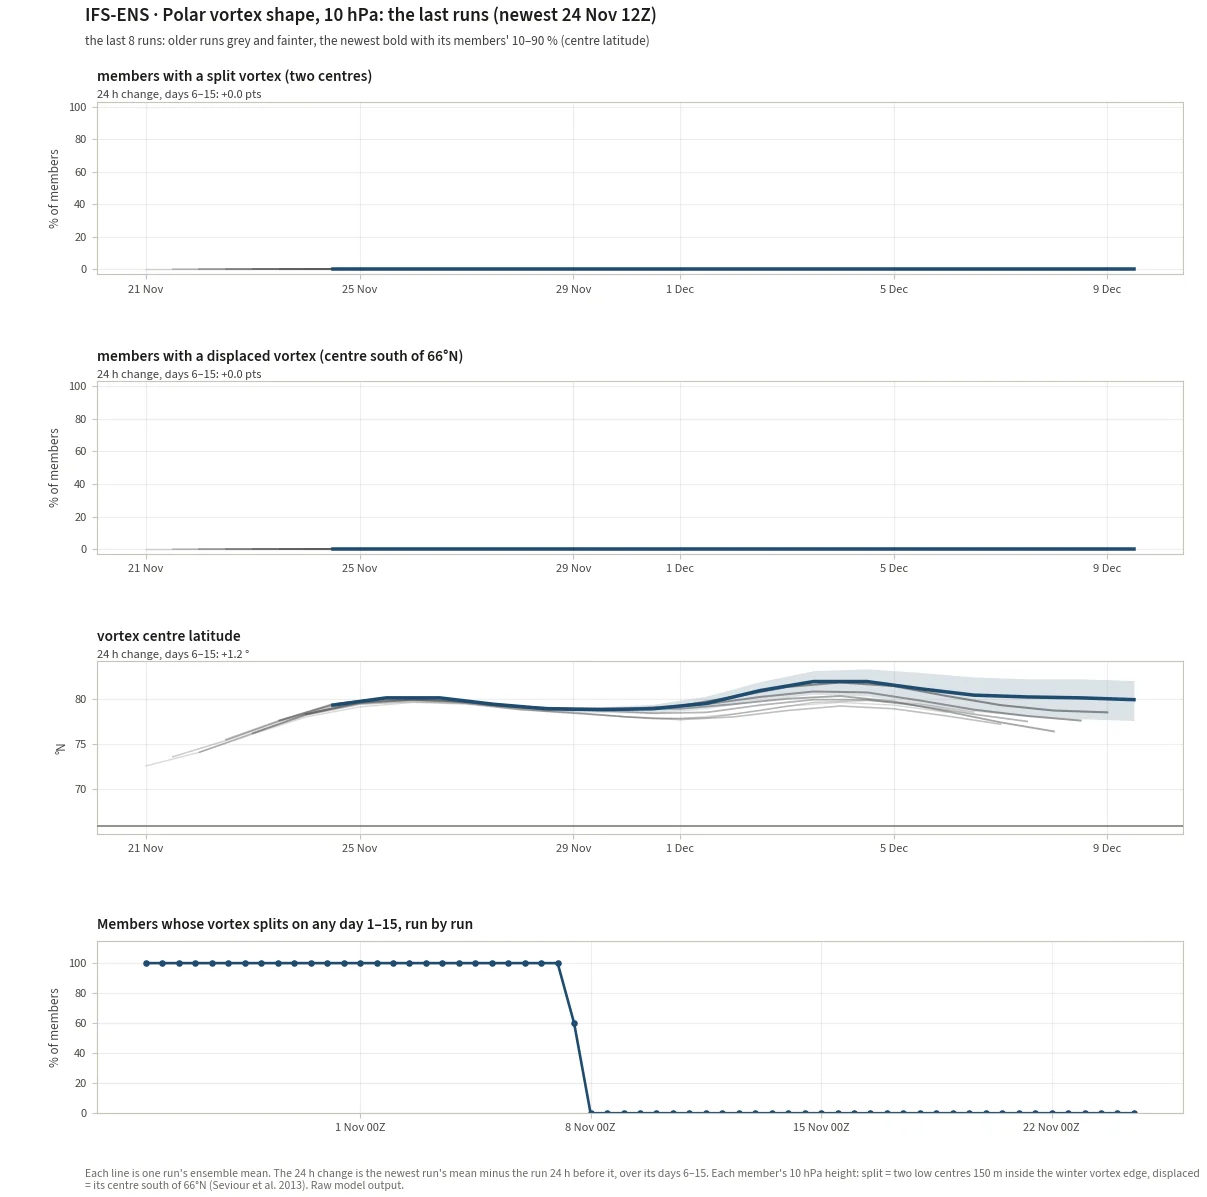 IFS-ENS · Polar vortex shape, 10 hPa: the last runs (newest 24 Nov 12Z)
the last 8 runs: older runs grey and fainter, the newest bold with its members' 10–90 % (centre latitude)
members with a split vortex (two centres)
24 h change, days 6–15: +0.0 pts
100
80
60
40
20
0
% of members
21 Nov
25 Nov
29 Nov
1 Dec
5 Dec
9 Dec
members with a displaced vortex (centre south of 66°N)
24 h change, days 6–15: +0.0 pts
100
80
60
40
20
0
% of members
21 Nov
25 Nov
29 Nov
1 Dec
5 Dec
9 Dec
vortex centre latitude
24 h change, days 6–15: +1.2 °
80
75
70
°N
21 Nov
25 Nov
29 Nov
1 Dec
5 Dec
9 Dec
Members whose vortex splits on any day 1–15, run by run
100
80
60
40
20
0
% of members
1 Nov 00Z
8 Nov 00Z
15 Nov 00Z
22 Nov 00Z
Each line is one run's ensemble mean. The 24 h change is the newest run's mean minus the run 24 h before it, over its days 6–15. Each member's 10 hPa height: split = two low centres 150 m inside the winter vortex edge, displaced
= its centre south of 66°N (Seviour et al. 2013). Raw model output.